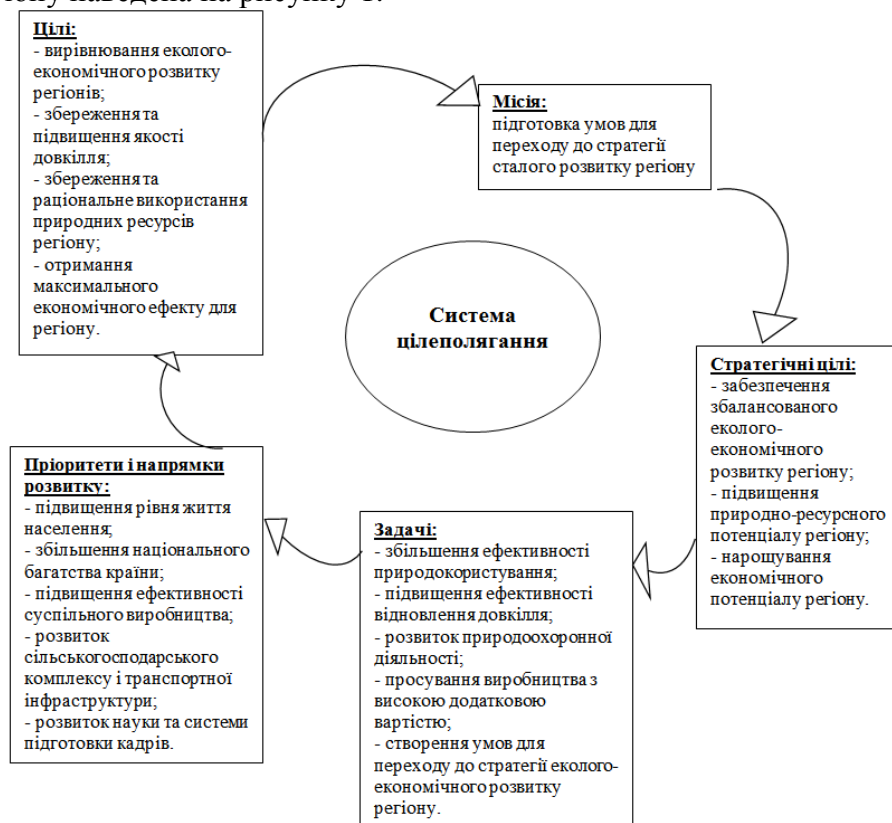 ону наведена на рисунку 1.
Цілі:
- вирівнювання еколого-
економічного розвитку
регіонів;
- збереження та
підвищення якості
довкілля;
- збереження та
раціональне використання
природних ресурсів
регіону;
- отримання
максимального
економічного ефекту для
регіону.
Місія:
підготовка умов для
переходу до стратегії
сталого розвитку регіону
Система
цілеполягання
Стратегічні цілі:
- забезпечення
збалансованого
еколого-
економічного
розвитку регіону;
- підвищення
природно-ресурсного
потенціалу регіону;
- нарощування
економічного
потенціалу регіону.
Задачі:
- збільшення ефективності
природокористування;
- підвищення ефективності
відновлення довкілля;
- розвиток природоохоронної
діяльності;
- просування виробництва з
високою додатковою
вартістю;
- створення умов для
переходу до стратегії еколого-
економічного розвитку
регіону.
Пріоритети і напрямки
розвитку:
- підвищення рівня життя
населення;
- збільшення національного
багатства країни;
- підвищення ефективності
суспільного виробництва;
- розвиток
сільськогосподарського
комплексу і транспортної
інфраструктури;
- розвиток науки та системи
підготовки кадрів.